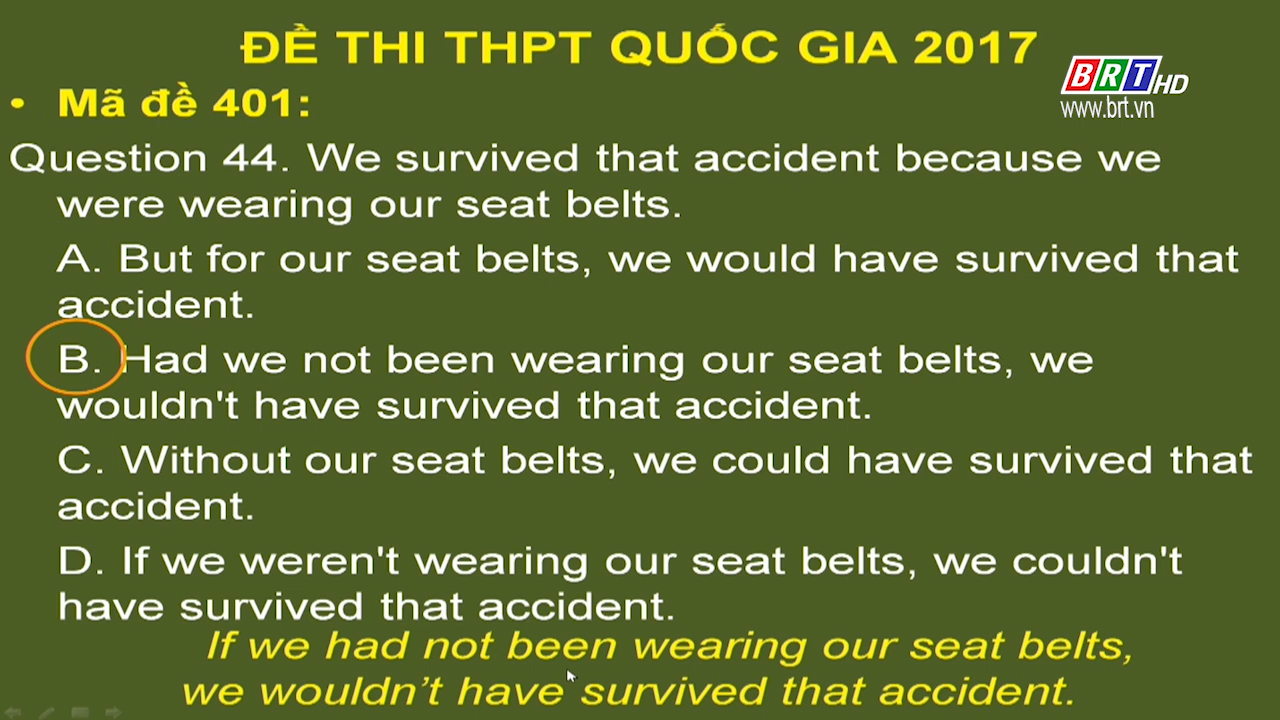 ĐỀ THI THPT QUỐC GIA 2017
BRT HD
www.brt.vn
• Mã đề 401:
Question 44. We survived that accident because we
were wearing our seat belts.
A. But for our seat belts, we would have survived that
accident.
B. Had we not been wearing our seat belts, we
wouldn't have survived that accident.
C. Without our seat belts, we could have survived that
accident.
D. If we weren't wearing our seat belts, we couldn't
have survived that accident.
If we had not been wearing our seat belts,
we wouldn’t have survived that accident.